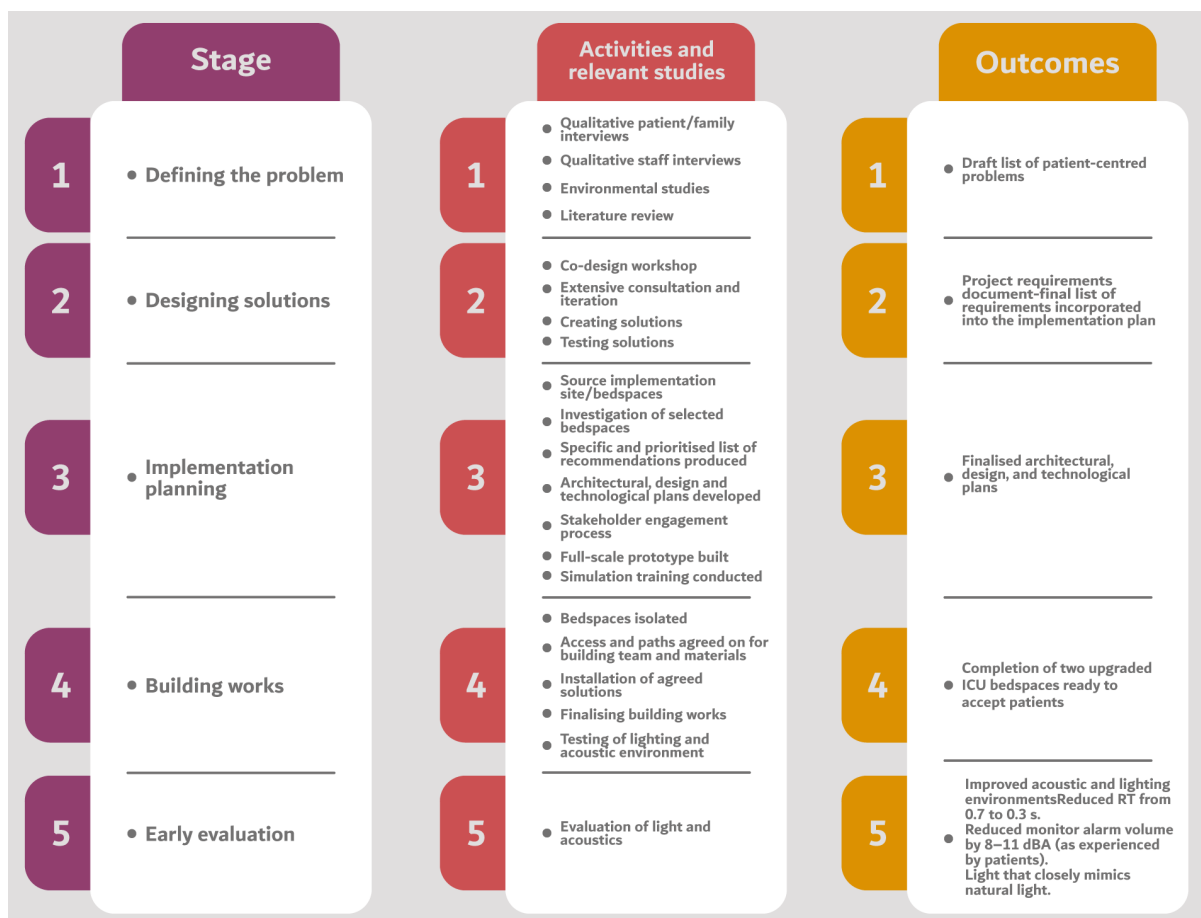 Stage
Activities and
relevant studies
Outcomes
1
Defining the problem
1
Qualitative patient/family
interviews
Qualitative staff interviews
Environmental studies
Literature review
1
Draft list of patient-centred
problems
2
Designing solutions
2
Co-design workshop
Extensive consultation and
iteration
Creating solutions
Testing solutions
2
Project requirements
document-final list of
requirements incorporated
into the implementation plan
3
Implementation
planning
3
Source implementation
site/bedspaces
Investigation of selected
bedspaces
Specific and prioritised list of
recommendations produced
Architectural, design and
technological plans developed
Stakeholder engagement
process
Full-scale prototype built
Simulation training conducted
3
Finalised architectural,
design, and technological
plans
4
Building works
4
Bedspaces isolated
Access and paths agreed on for
building team and materials
Installation of agreed
solutions
Finalising building works
Testing of lighting and
acoustic environment
4
Completion of two upgraded
ICU bedspaces ready to
accept patients
5
Early evaluation
5
Evaluation of light and
acoustics
5
Improved acoustic and lighting
environmentsReduced RT from
0.7 to 0.3 s.
Reduced monitor alarm volume
by 8–11 dBA (as experienced
by patients).
Light that closely mimics
natural light.